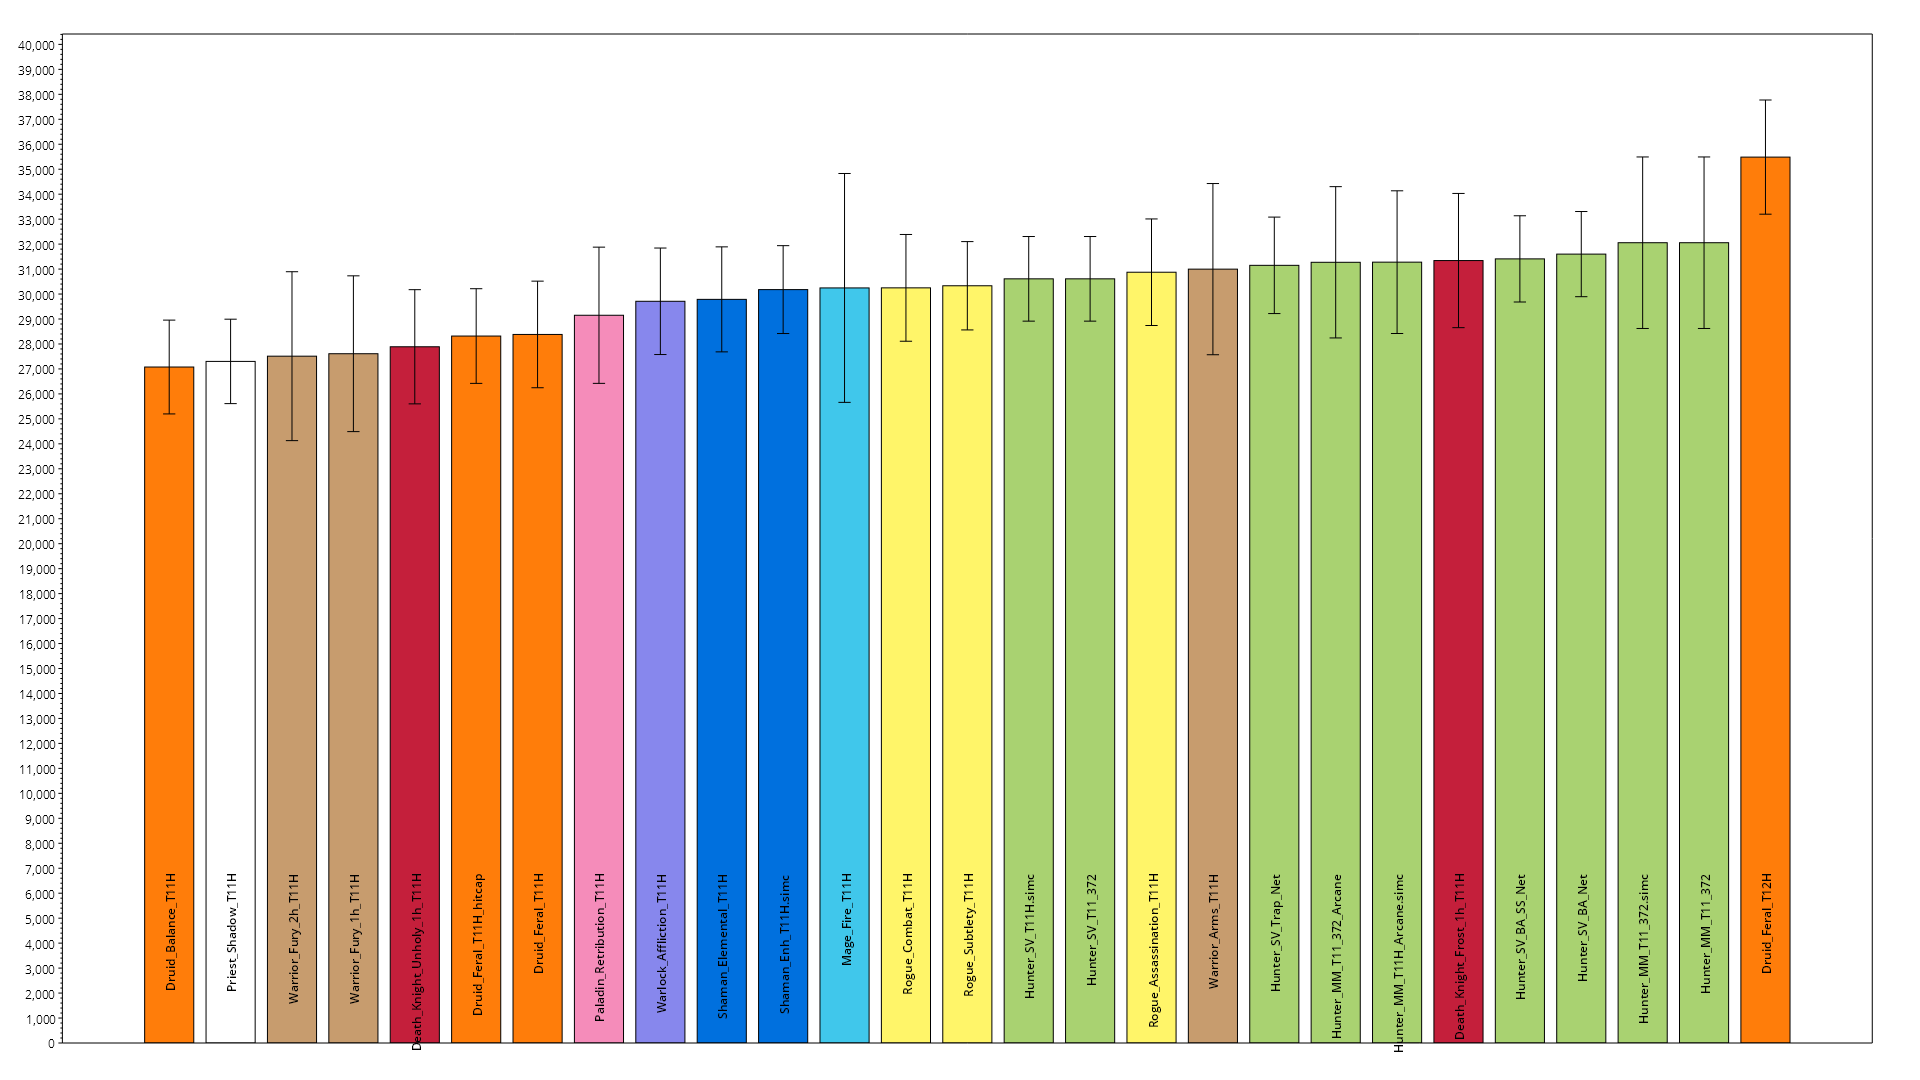 40,000
39,000
38,000
37,000
36,000
35,000
34,000
33,000
32,000
31,000
30,000
29,000
28,000
27,000
26,000
25,000
24,000
23,000
22,000
21,000
20,000
19,000
18,000
17,000
16,000
15,000
14,000
13,000
12,000
11,000
10,000
9,000
8,000
7,000
6,000
5,000
4,000
3,000
2,000
1,000
0
Druid_Balance_T11H
Priest_Shadow_T11H
Warrior_Fury_2h_T11H
Warrior_Fury_1h_T11H
Death_Knight_Unholy_1h_T11H
Druid_Feral_T11H_hitcap
Druid_Feral_T11H
Paladin_Retribution_T11H
Warlock_Affliction_T11H
Shaman_Elemental_T11H
Shaman_Enh_T11H.simc
Mage_Fire_T11H
Rogue_Combat_T11H
Rogue_Subtlety_T11H
Hunter_SV_T11H.simc
Hunter_SV_T11_372
Rogue_Assassination_T11H
Warrior_Arms_T11H
Hunter_SV_Trap_Net
Hunter_MM_T11_372_Arcane
Hunter_MM_T11H_Arcane.simc
Death_Knight_Frost_1h_T11H
Hunter_SV_BA_SS_Net
Hunter_SV_BA_Net
Hunter_MM_T11_372.simc
Hunter_MM_T11_372
Druid_Feral_T12H